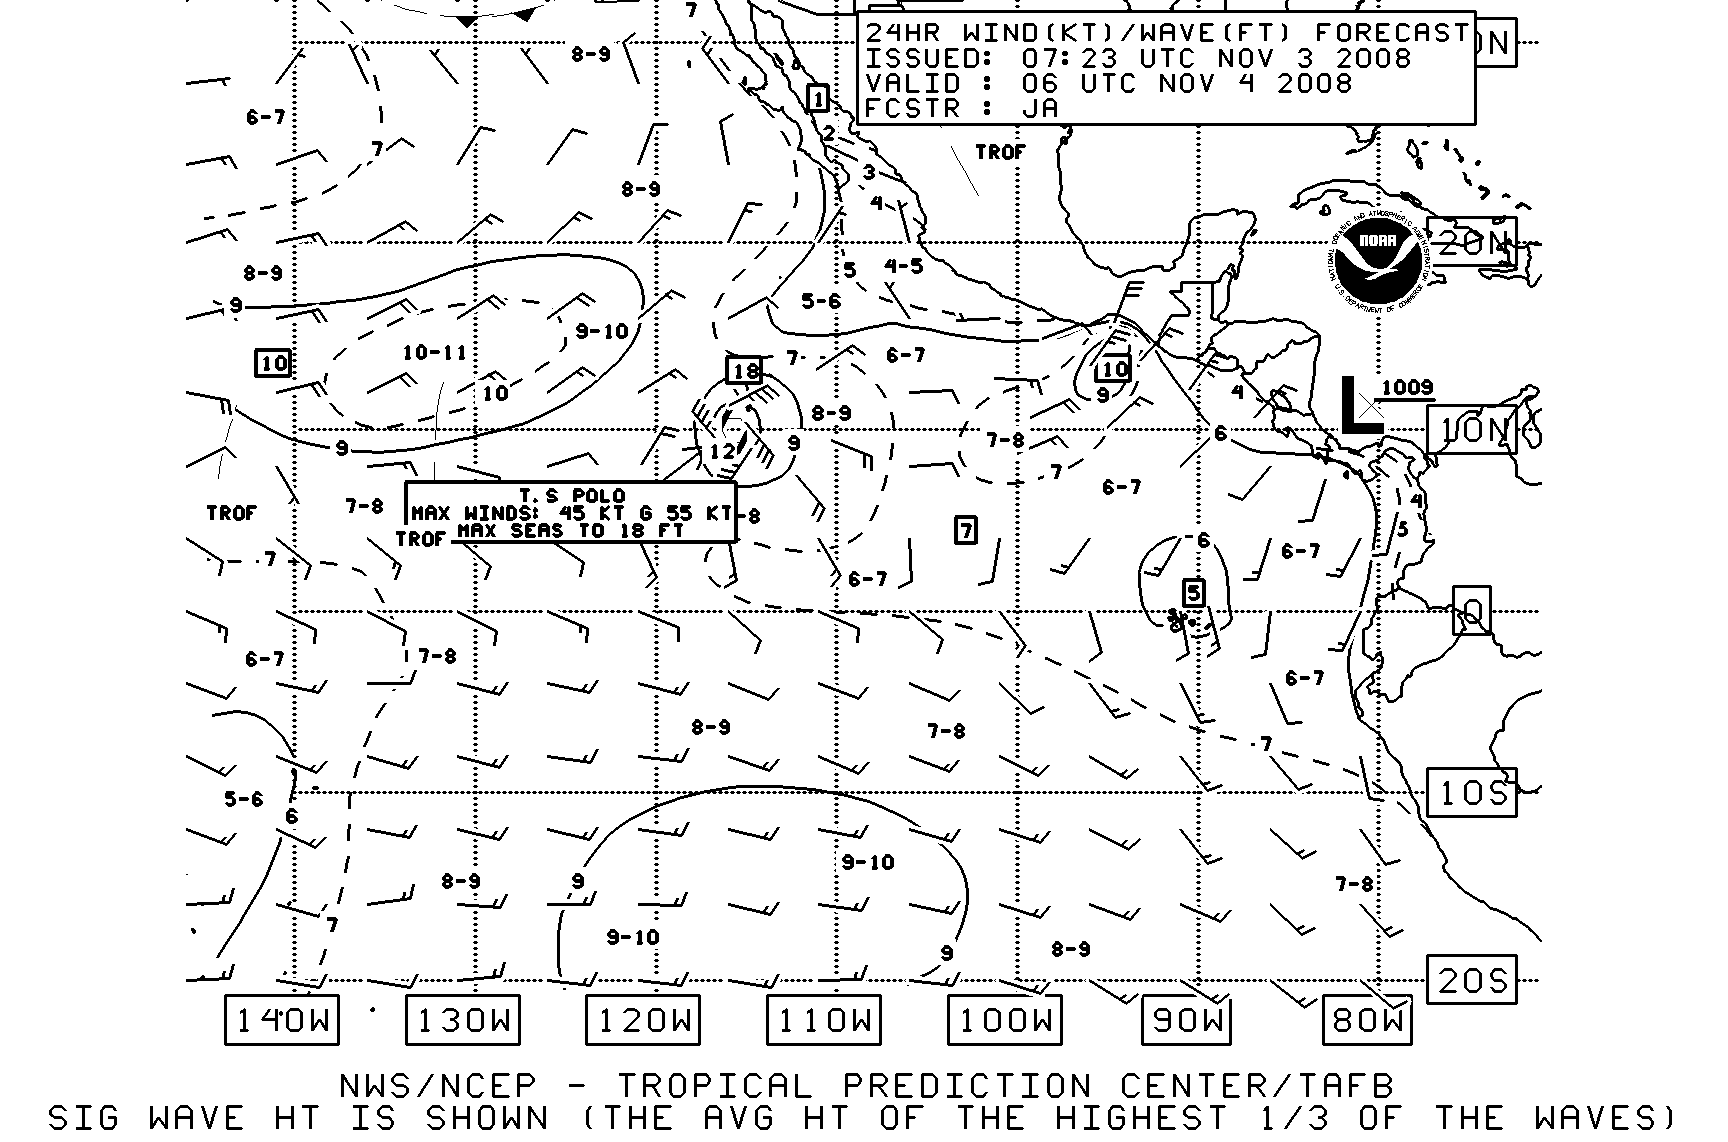 7
24HR WIND(KT)/WAVE(FT) FORECAST
ISSUED: 07:23 UTC NOV 3 2008
VALID : 06 UTC NOV 4 2008
FCSTR : JA
8-9
1
6-7
2
7
TROF
3
8-9
4
NOAA
20N
8-9
5
4-5
9
5-6
9-10
10
10-11
7
6-7
18
10
10
9
4
1009
L
8-9
7-8
6
10N
9
12
9
7
6-7
T.S POLO
MAX WINDS: 45 KT G 55 KT
MAX SEAS TO 18 FT
TROF
7-8
-8
4
TROF
7
5
6
6-7
7
6-7
5
0
6-7
7-8
6-7
8-9
7-8
7
5-6
6
10S
9-10
8-9
9
7-8
7
9-10
9
8-9
20S
140W
130W
120W
110W
100W
90W
80W
NWS/NCEP - TROPICAL PREDICTION CENTER/TAFB
SIG WAVE HT IS SHOWN (THE AVG HT OF THE HIGHEST 1/3 OF THE WAVES)